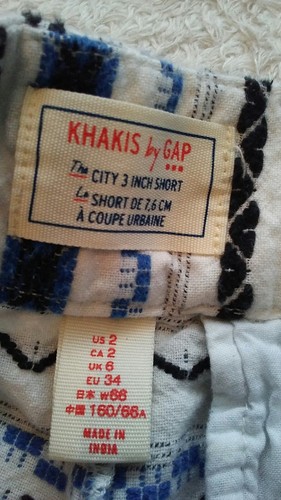 KHAKIS by GAP
The CITY 3 INCH SHORT
Le SHORT DE 7,6 CM
À COUPE URBAINE
US 2
CA 2
UK 6
EU 34
日本 W66
中国 160/66A
MADE IN
INDIA